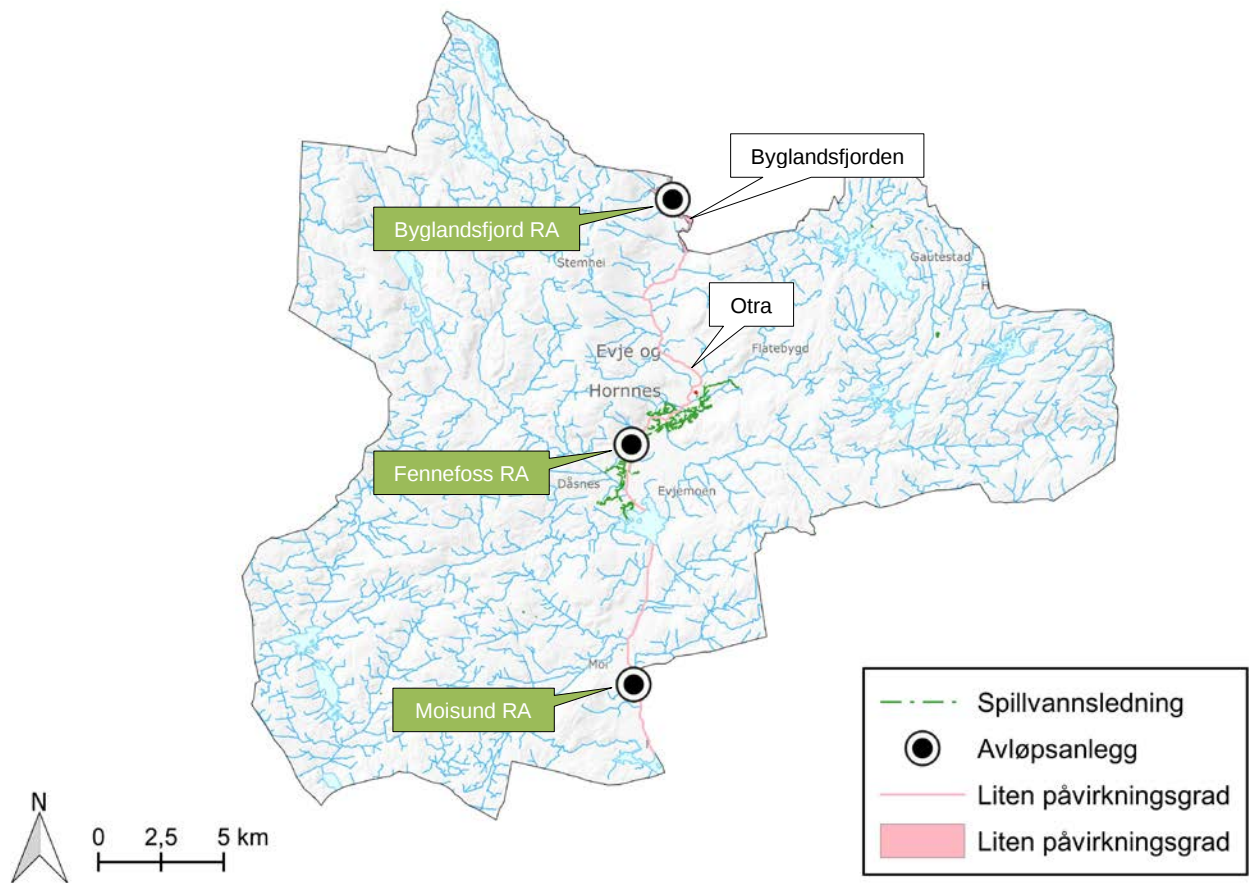 Byglandsfjorden
Byglandsfjord RA
Stemhei
Gautestad
H
Otra
Evje og
Flatebygd
Hornnes
Fennefoss RA
Dåsnes
Evjemoen
Moi
Moisund RA
Spillvannsledning
Avløpsanlegg
Liten påvirkningsgrad
Liten påvirkningsgrad
N
0 2,5 5 km